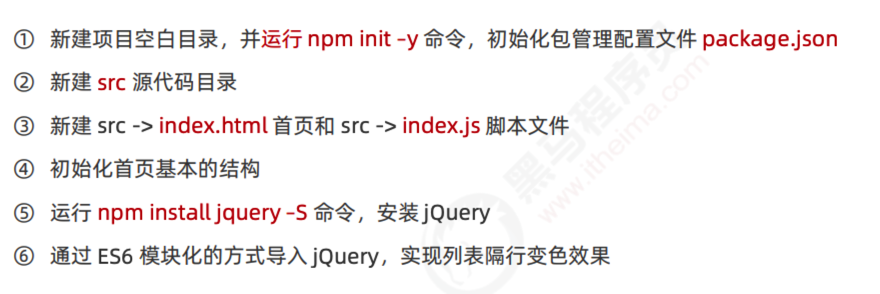 ① 新建项目空白目录，并运行 npm init –y 命令，初始化包管理配置文件 package.json
② 新建 src 源代码目录
③ 新建 src -> index.html 首页和 src -> index.js 脚本文件
④ 初始化首页基本的结构
⑤ 运行 npm install jquery –S 命令，安装 jQuery
⑥ 通过 ES6 模块化的方式导入 jQuery，实现列表隔行变色效果
黑马程序员
www.itheima.com